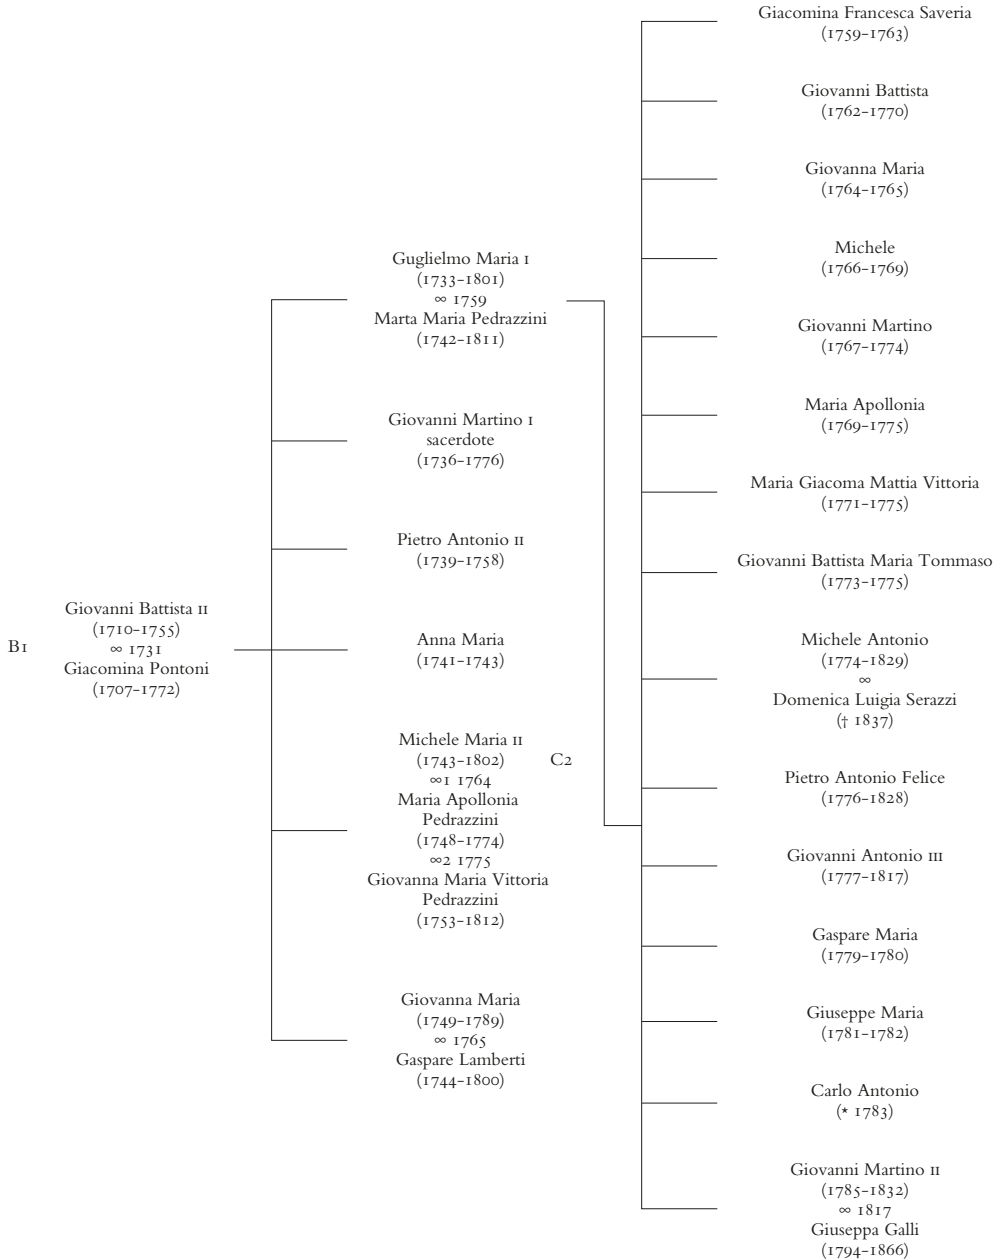 B1
Giovanni Battista II
(1710-1755)
∞ 1731
Giacomina Pontoni
(1707-1772)
Guglielmo Maria I
(1733-1801)
∞ 1759
Marta Maria Pedrazzini
(1742-1811)
Giovanni Martino I
sacerdote
(1736-1776)
Pietro Antonio II
(1739-1758)
Anna Maria
(1741-1743)
Michele Maria II
(1743-1802)
∞1 1764
Maria Apollonia
Pedrazzini
(1748-1774)
∞2 1775
Giovanna Maria Vittoria
Pedrazzini
(1753-1812)
C2
Giovanna Maria
(1749-1789)
∞ 1765
Gaspare Lamberti
(1744-1800)
Giacomina Francesca Saveria
(1759-1763)
Giovanni Battista
(1762-1770)
Giovanna Maria
(1764-1765)
Michele
(1766-1769)
Giovanni Martino
(1767-1774)
Maria Apollonia
(1769-1775)
Maria Giacoma Mattia Vittoria
(1771-1775)
Giovanni Battista Maria Tommaso
(1773-1775)
Michele Antonio
(1774-1829)
∞
Domenica Luigia Serazzi
(† 1837)
Pietro Antonio Felice
(1776-1828)
Giovanni Antonio III
(1777-1817)
Gaspare Maria
(1779-1780)
Giuseppe Maria
(1781-1782)
Carlo Antonio
(* 1783)
Giovanni Martino II
(1785-1832)
∞ 1817
Giuseppa Galli
(1794-1866)